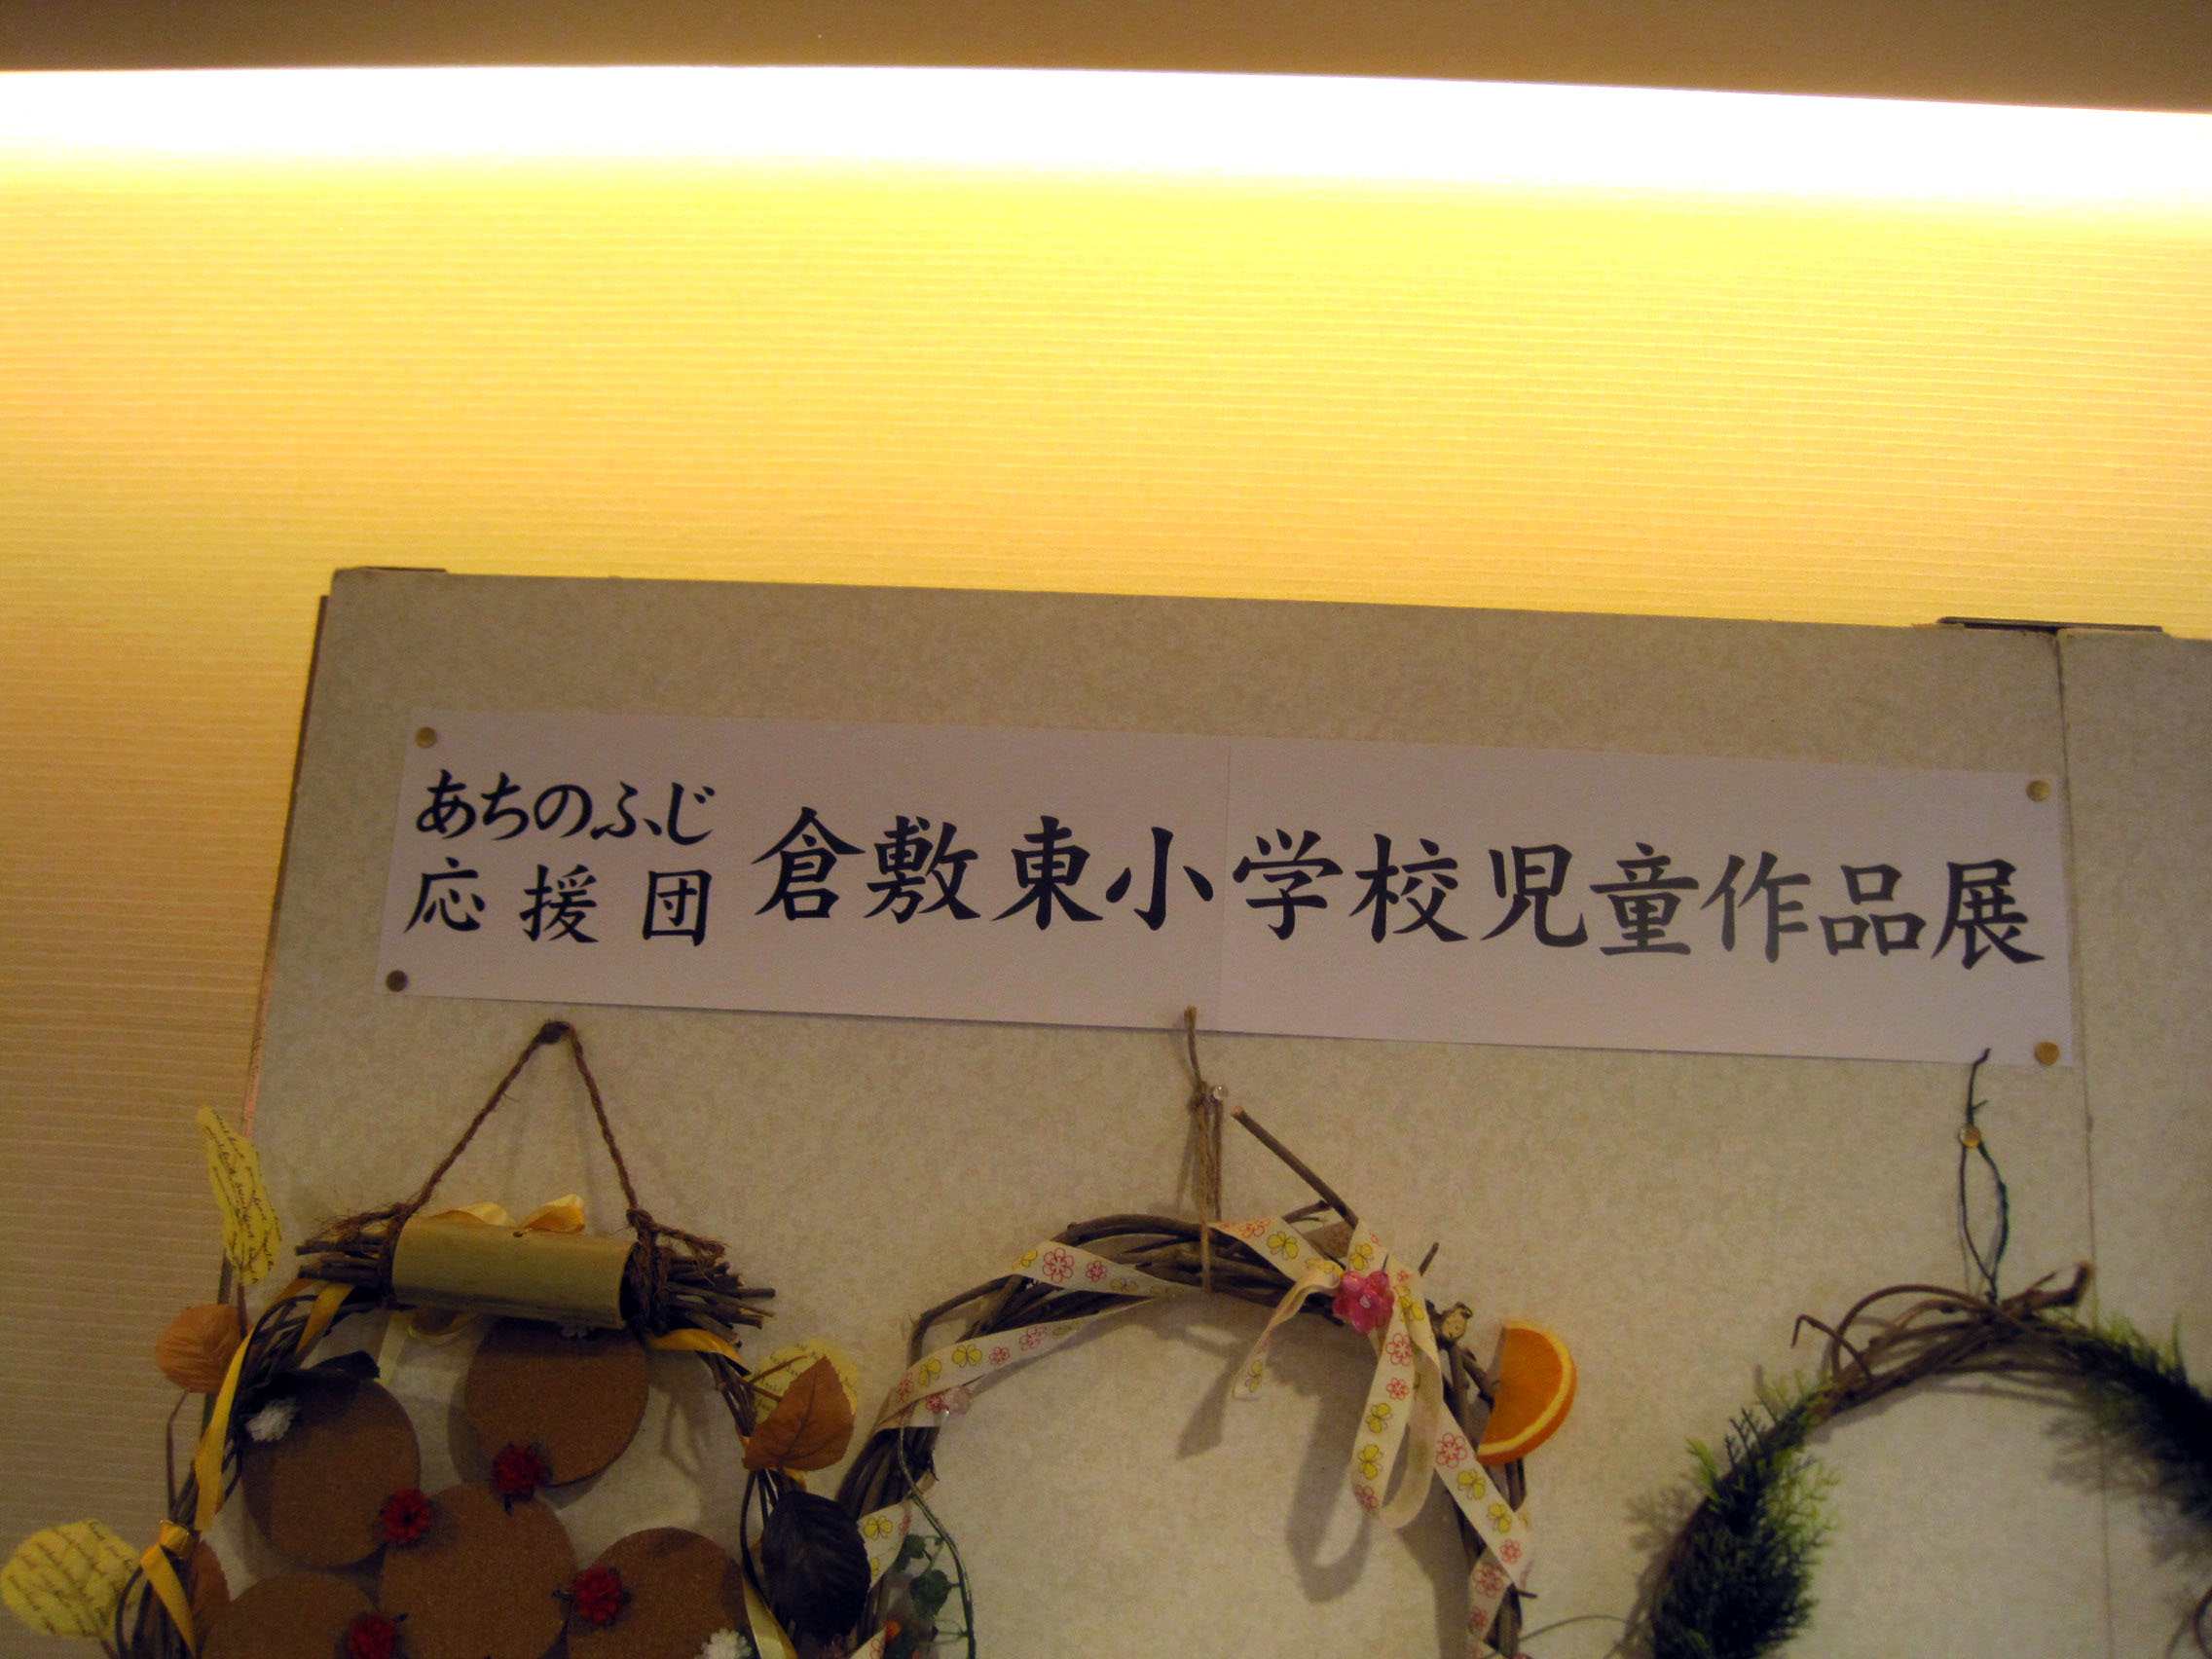 あちのふじ
応援団
倉敷東小学校児童作品展